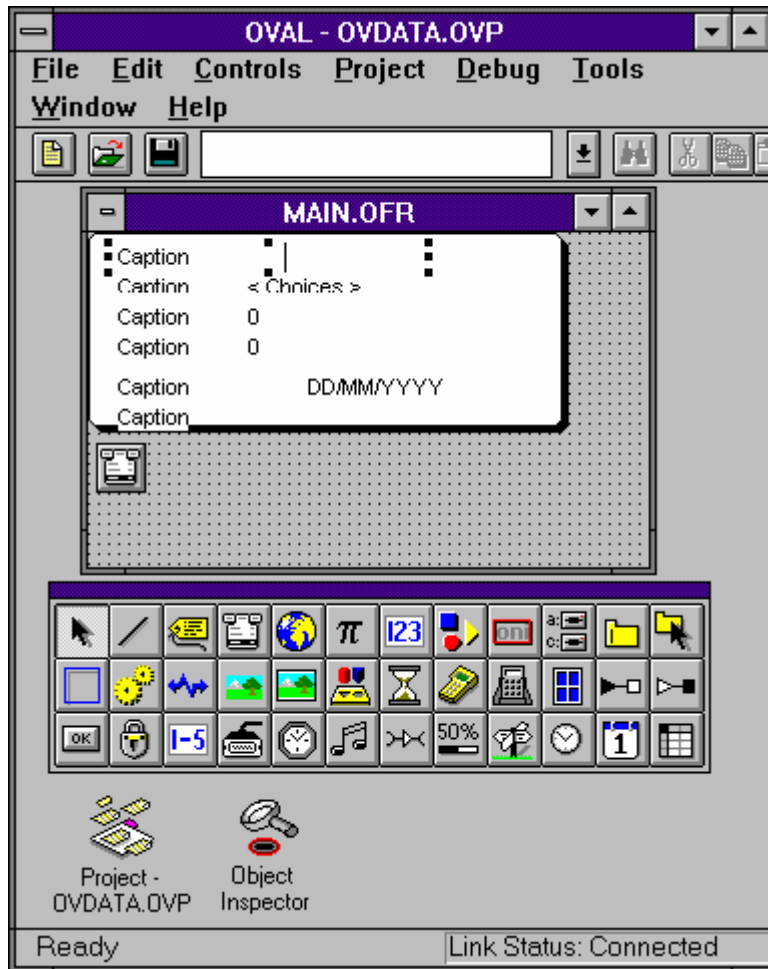 OVAL - OVDATA.OVP
File Edit Controls Project Debug Tools
Window Help
MAIN.OFR
Caption
Caption < Choices >
Caption 0
Caption 0
Caption DD/MM/YYYY
Caption
π 123 a:
c:
OK 1-5 50% 1
Project -
OVDATA.OVP
Object
Inspector
Ready Link Status: Connected